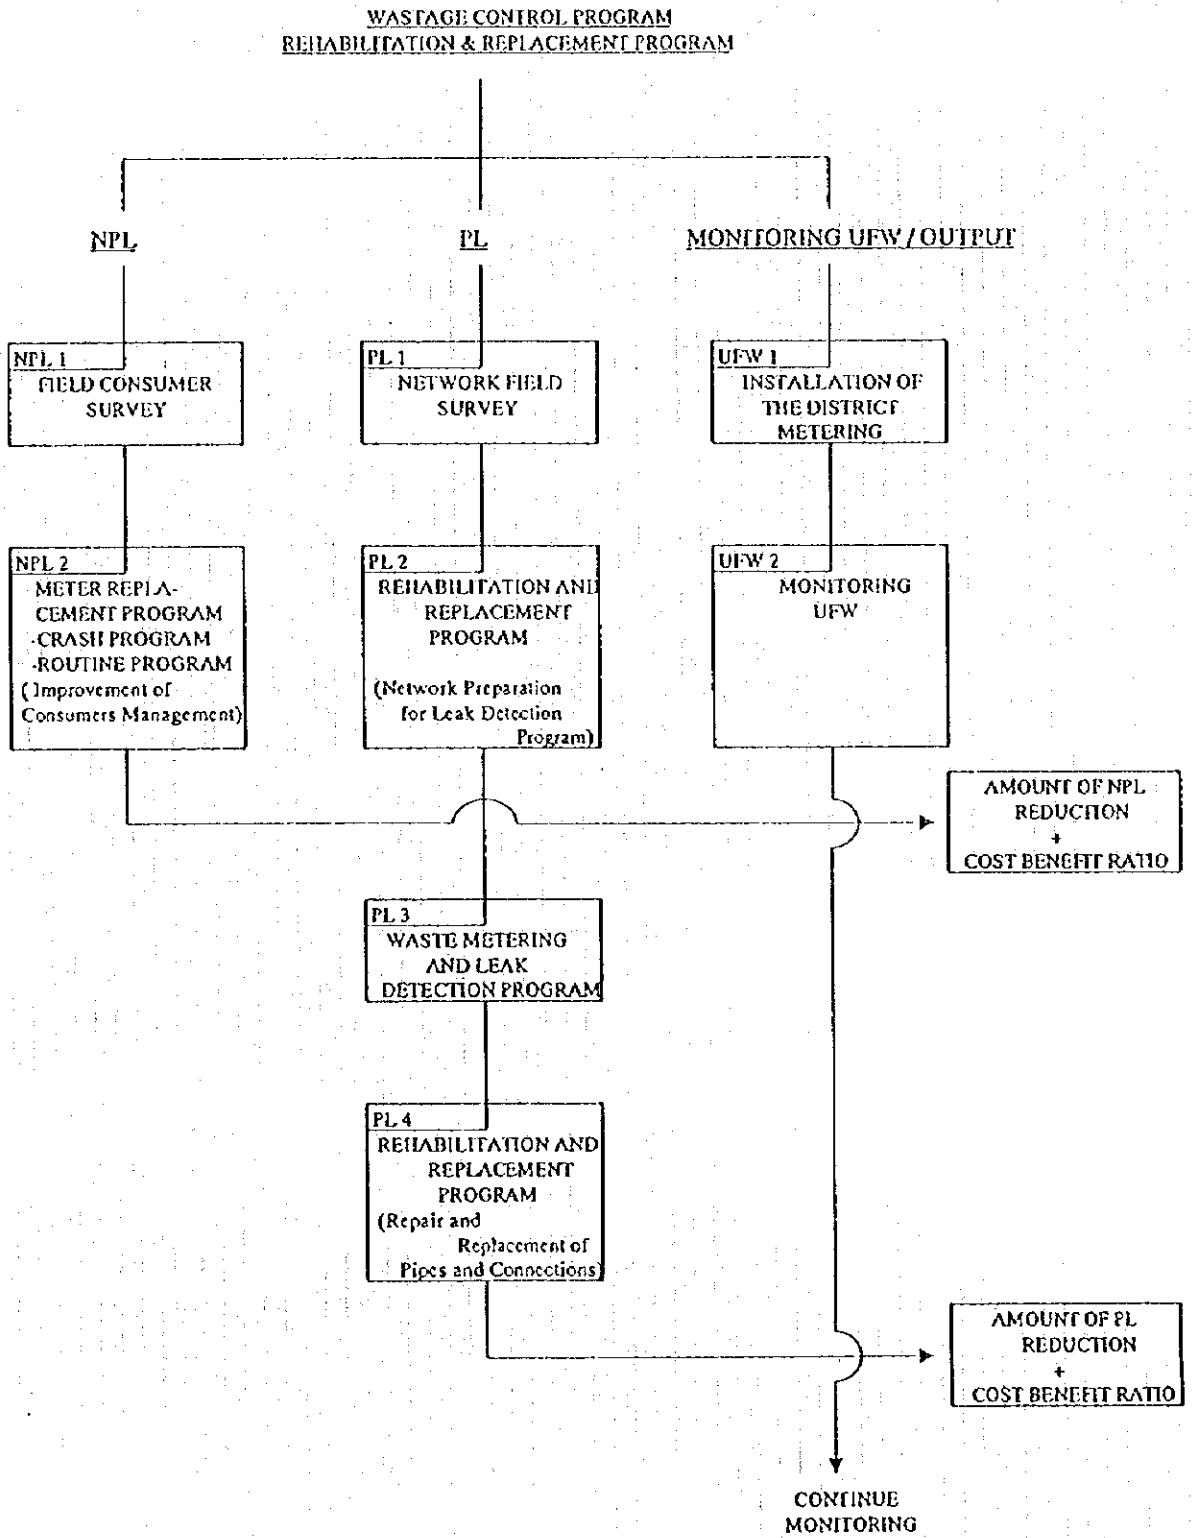 WASTAGE CONTROL PROGRAM
REHABILITATION & REPLACEMENT PROGRAM
NPL
PL
MONITORING UFW / OUTPUT
NPL 1
FIELD CONSUMER
SURVEY
PL 1
NETWORK FIELD
SURVEY
UFW 1
INSTALLATION OF
THE DISTRICT
METERING
NPL 2
METER REPLA-
CEMENT PROGRAM
-CRASH PROGRAM
-ROUTINE PROGRAM
( Improvement of
Consumers Management)
PL 2
REHABILITATION AND
REPLACEMENT
PROGRAM
(Network Preparation
for Leak Detection
Program)
UFW 2
MONITORING
UFW
AMOUNT OF NPL
REDUCTION
+
COST BENEFIT RATIO
PL 3
WASTE METERING
AND LEAK
DETECTION PROGRAM
PL 4
REHABILITATION AND
REPLACEMENT
PROGRAM
(Repair and
Replacement of
Pipes and Connections)
AMOUNT OF PL
REDUCTION
+
COST BENEFIT RATIO
CONTINUE
MONITORING